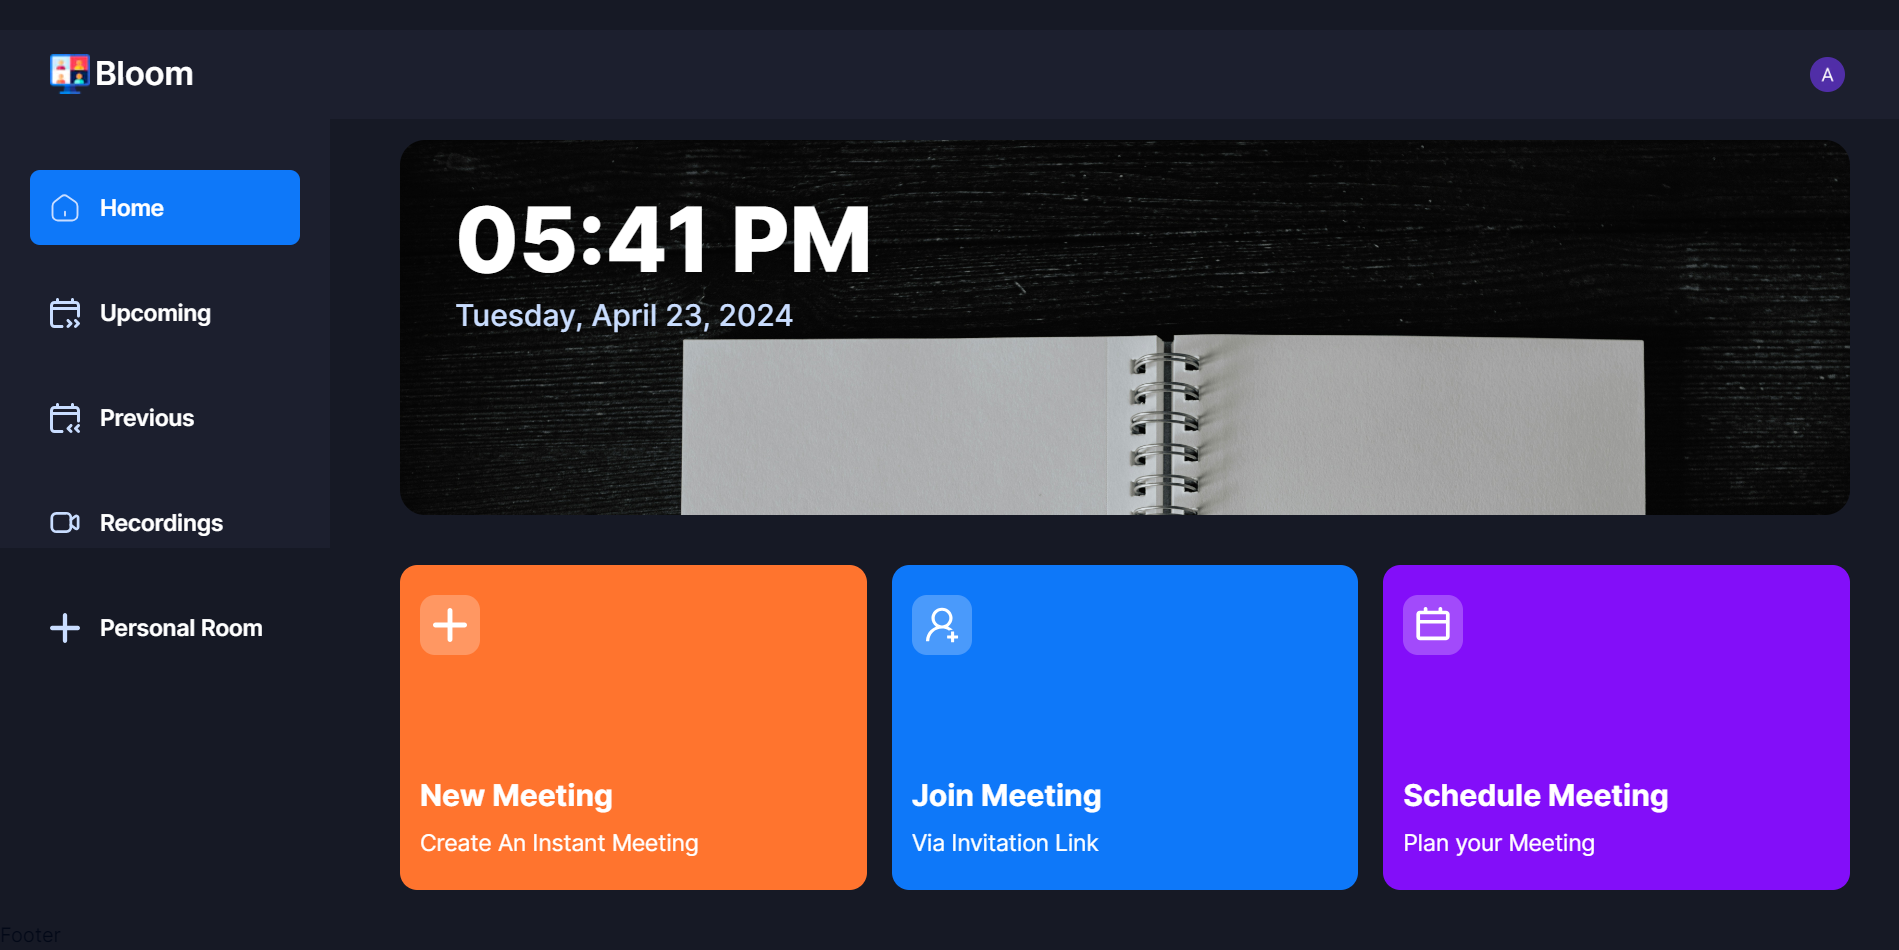 Bloom
A
Home
Upcoming
Previous
Recordings
Personal Room
05:41 PM
Tuesday, April 23, 2024
New Meeting
Create An Instant Meeting
Join Meeting
Via Invitation Link
Schedule Meeting
Plan your Meeting
Footer